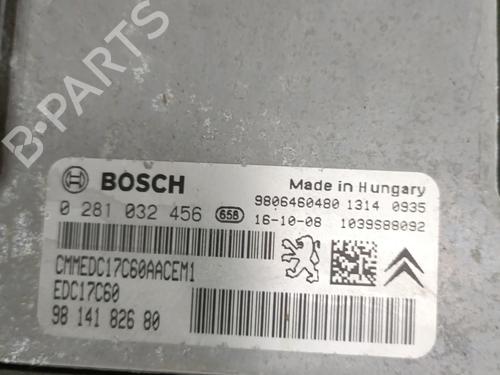 BOSCH
Made in Hungary
0 281 032 456 658
9806460480 1314 0935
16-10-08 1039S88092
CMMEDC17C60AACEM1
EDC17C60
98 141 826 80
B-PARTS